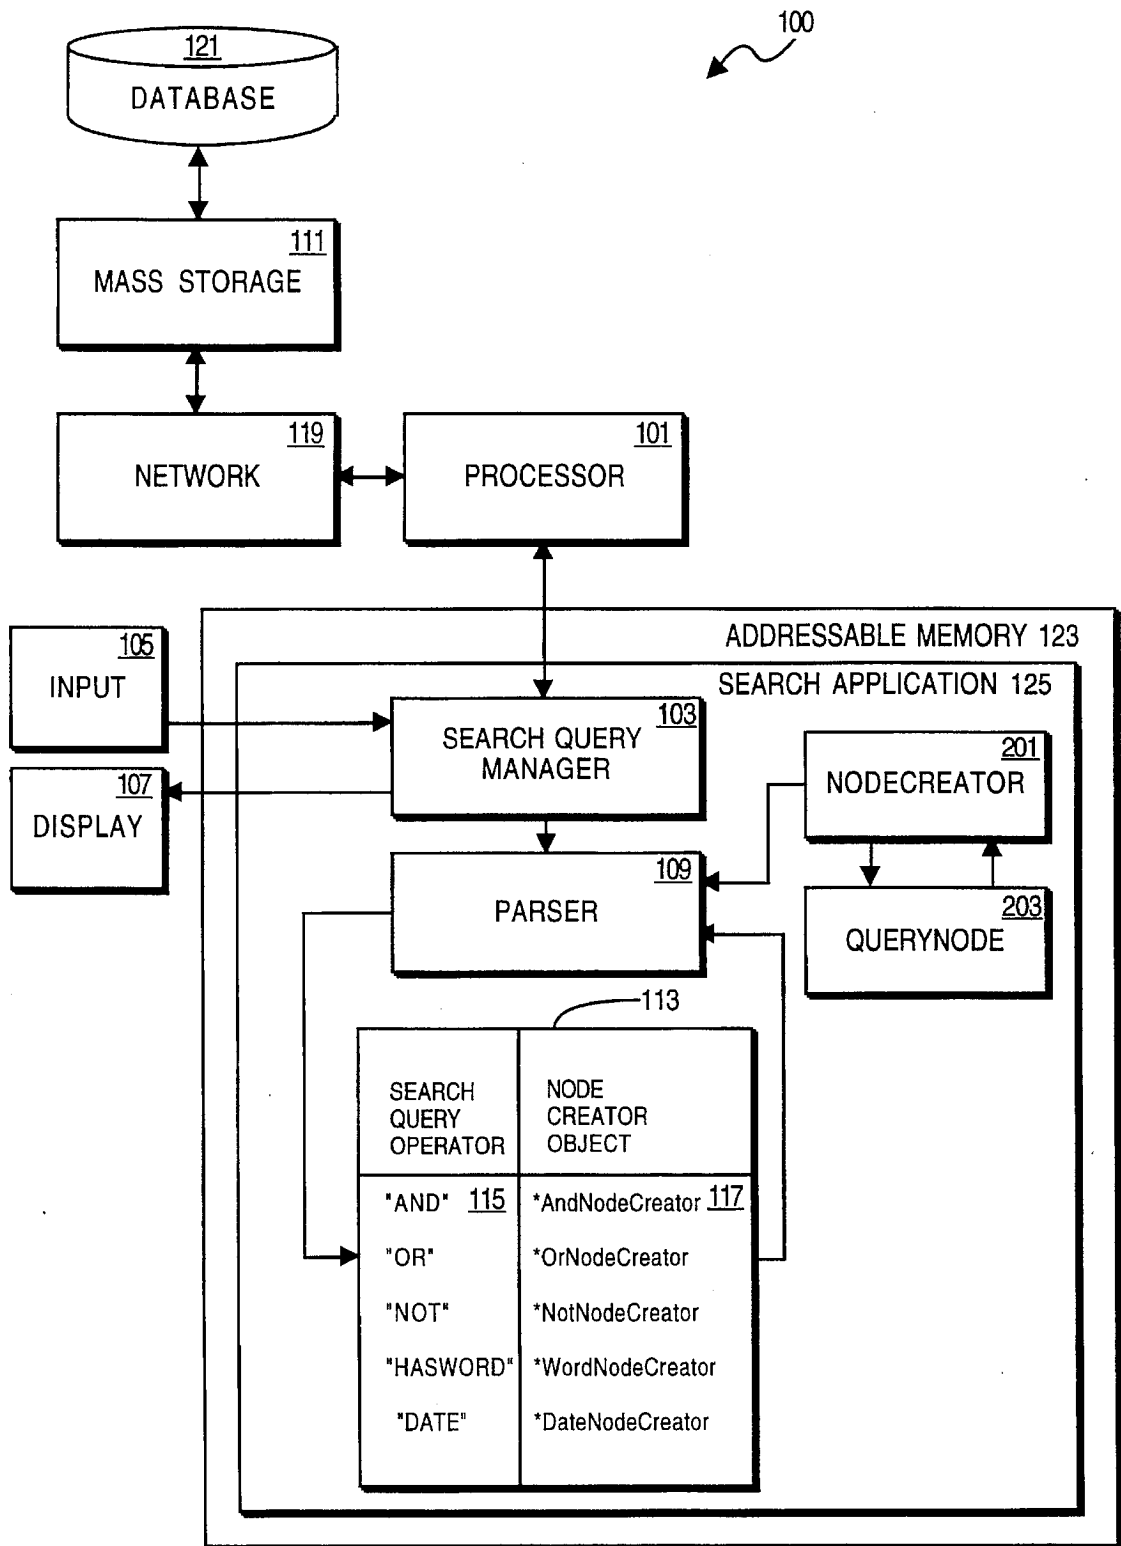 100
121
DATABASE
111
MASS STORAGE
119
NETWORK
101
PROCESSOR
ADDRESSABLE MEMORY 123
SEARCH APPLICATION 125
105
INPUT
103
SEARCH QUERY
MANAGER
201
NODECREATOR
107
DISPLAY
109
PARSER
203
QUERYNODE
113
SEARCH
QUERY
OPERATOR
NODE
CREATOR
OBJECT
"AND" 115 *AndNodeCreator 117
"OR" *OrNodeCreator
"NOT" *NotNodeCreator
"HASWORD" *WordNodeCreator
"DATE" *DateNodeCreator